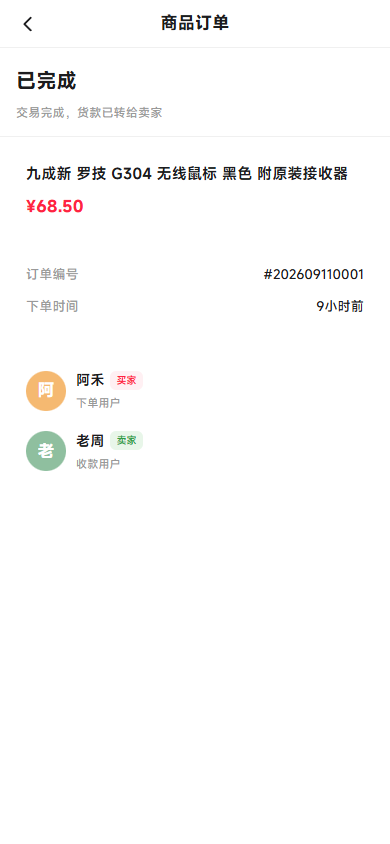 商品订单
已完成
交易完成，货款已转给卖家
九成新 罗技 G304 无线鼠标 黑色 附原装接收器
¥68.50
订单编号 #202609110001
下单时间 9小时前
阿
阿禾 买家
下单用户
老
老周 卖家
收款用户